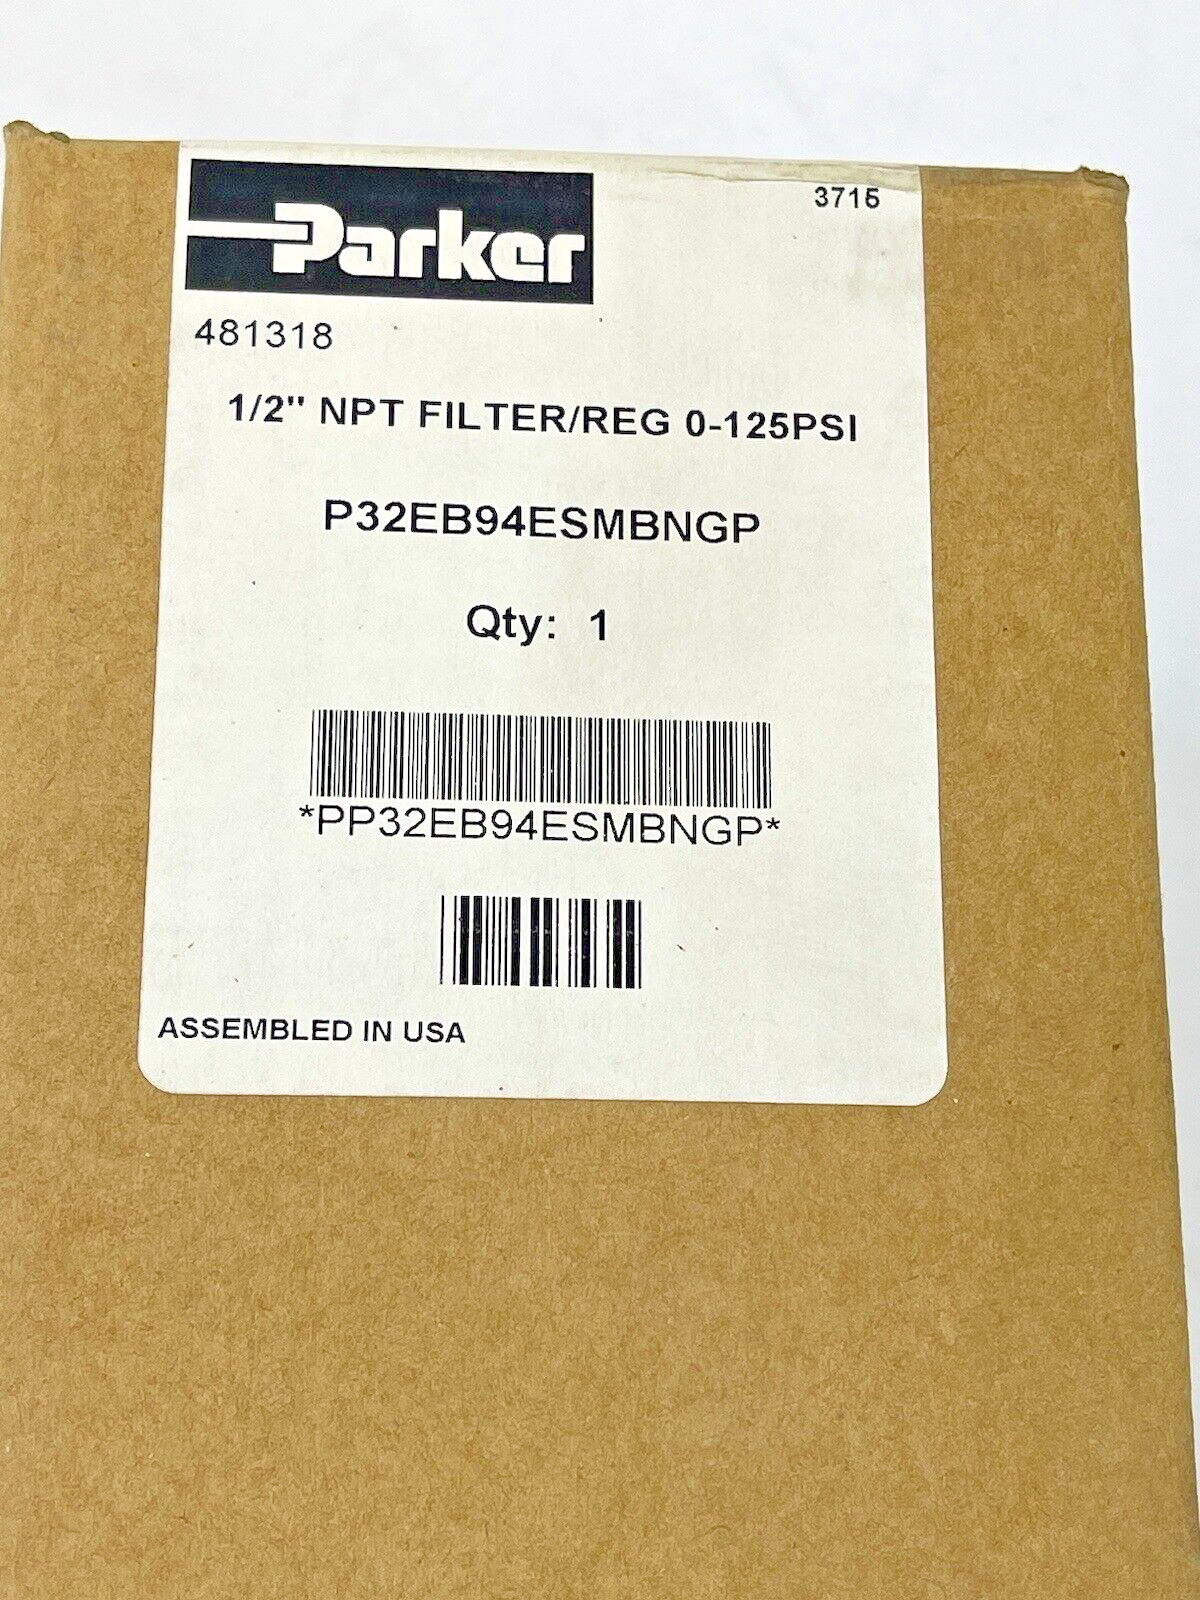 Parker
3715
481318
1/2" NPT FILTER/REG 0-125PSI
P32EB94ESMBNGP
Qty: 1
*PP32EB94ESMBNGP*
ASSEMBLED IN USA